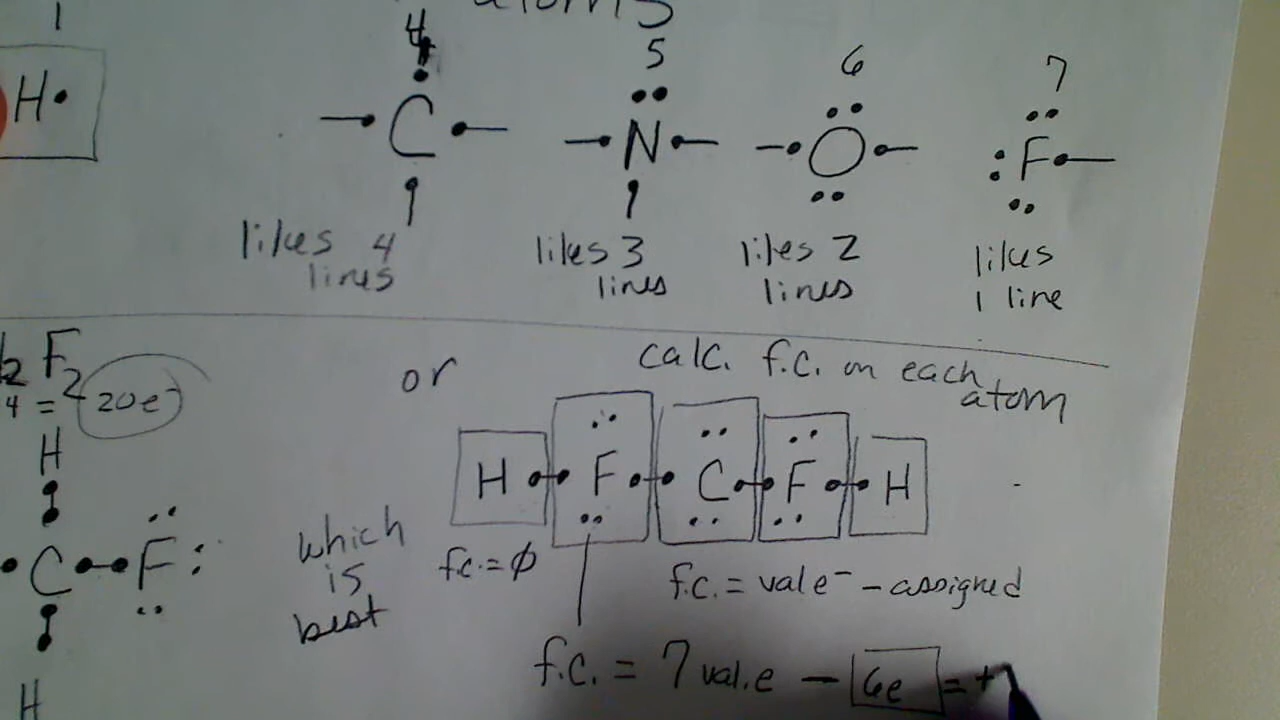 atoms
1
4
5
6
7
H
C
N
O
F
likes 4 lines
likes 3 lines
likes 2 lines
likes 1 line
F2
4 = 20e-
or
calc. f.c. on each atom
H
C F
H
which is best
H F C F H
f.c. = ϕ
f.c. = val e- - assigned
f.c. = 7 val.e - 6e = +